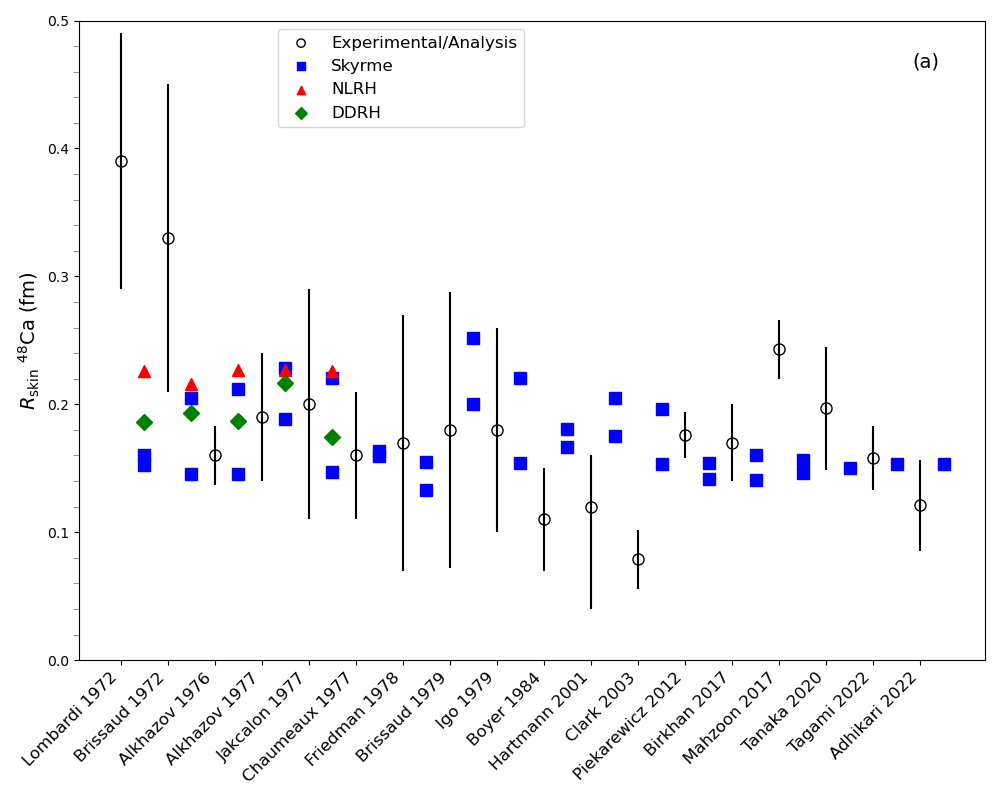 0.5
0.4
0.3
0.2
0.1
0.0
R_skin ^48Ca (fm)
Experimental/Analysis
Skyrme
NLRH
DDRH
(a)
Lombardi 1972
Brissaud 1972
Alkhazov 1976
Alkhazov 1977
Jakcalon 1977
Chaumeaux 1977
Friedman 1978
Brissaud 1979
Igo 1979
Boyer 1984
Hartmann 2001
Clark 2003
Piekarewicz 2012
Birkhan 2017
Mahzoon 2017
Tanaka 2020
Tagami 2022
Adhikari 2022